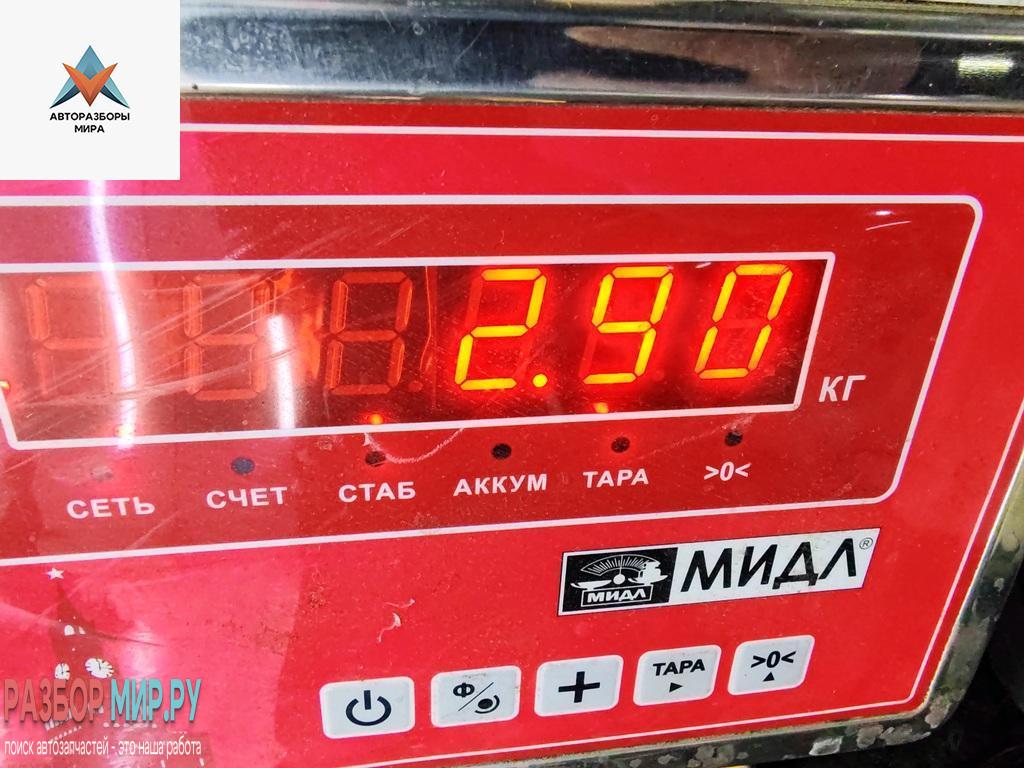 АВТОРАЗБОРЫ
МИРА
2.90
КГ
СЕТЬ СЧЕТ СТАБ АККУМ ТАРА >0<
МИДЛ МИДЛ®
Ф ТАРА >0<
РАЗБОРМИР.РУ
поиск автозапчастей - это наша работа